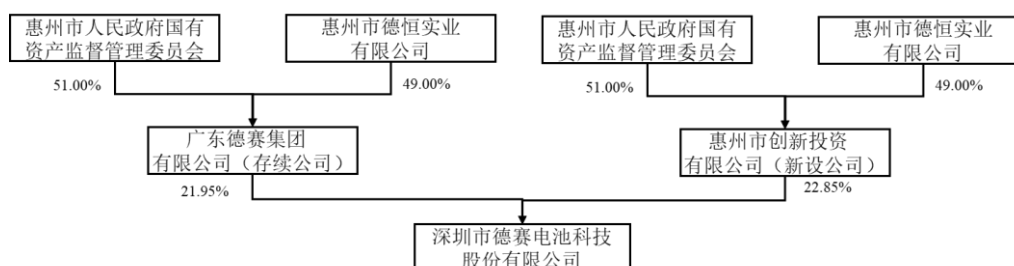 惠州市人民政府国有
资产监督管理委员会
惠州市德恒实业
有限公司
惠州市人民政府国有
资产监督管理委员会
惠州市德恒实业
有限公司
51.00%
49.00%
51.00%
49.00%
广东德赛集团
有限公司（存续公司）
惠州市创新投资
有限公司（新设公司）
21.95%
22.85%
深圳市德赛电池科技
股份有限公司